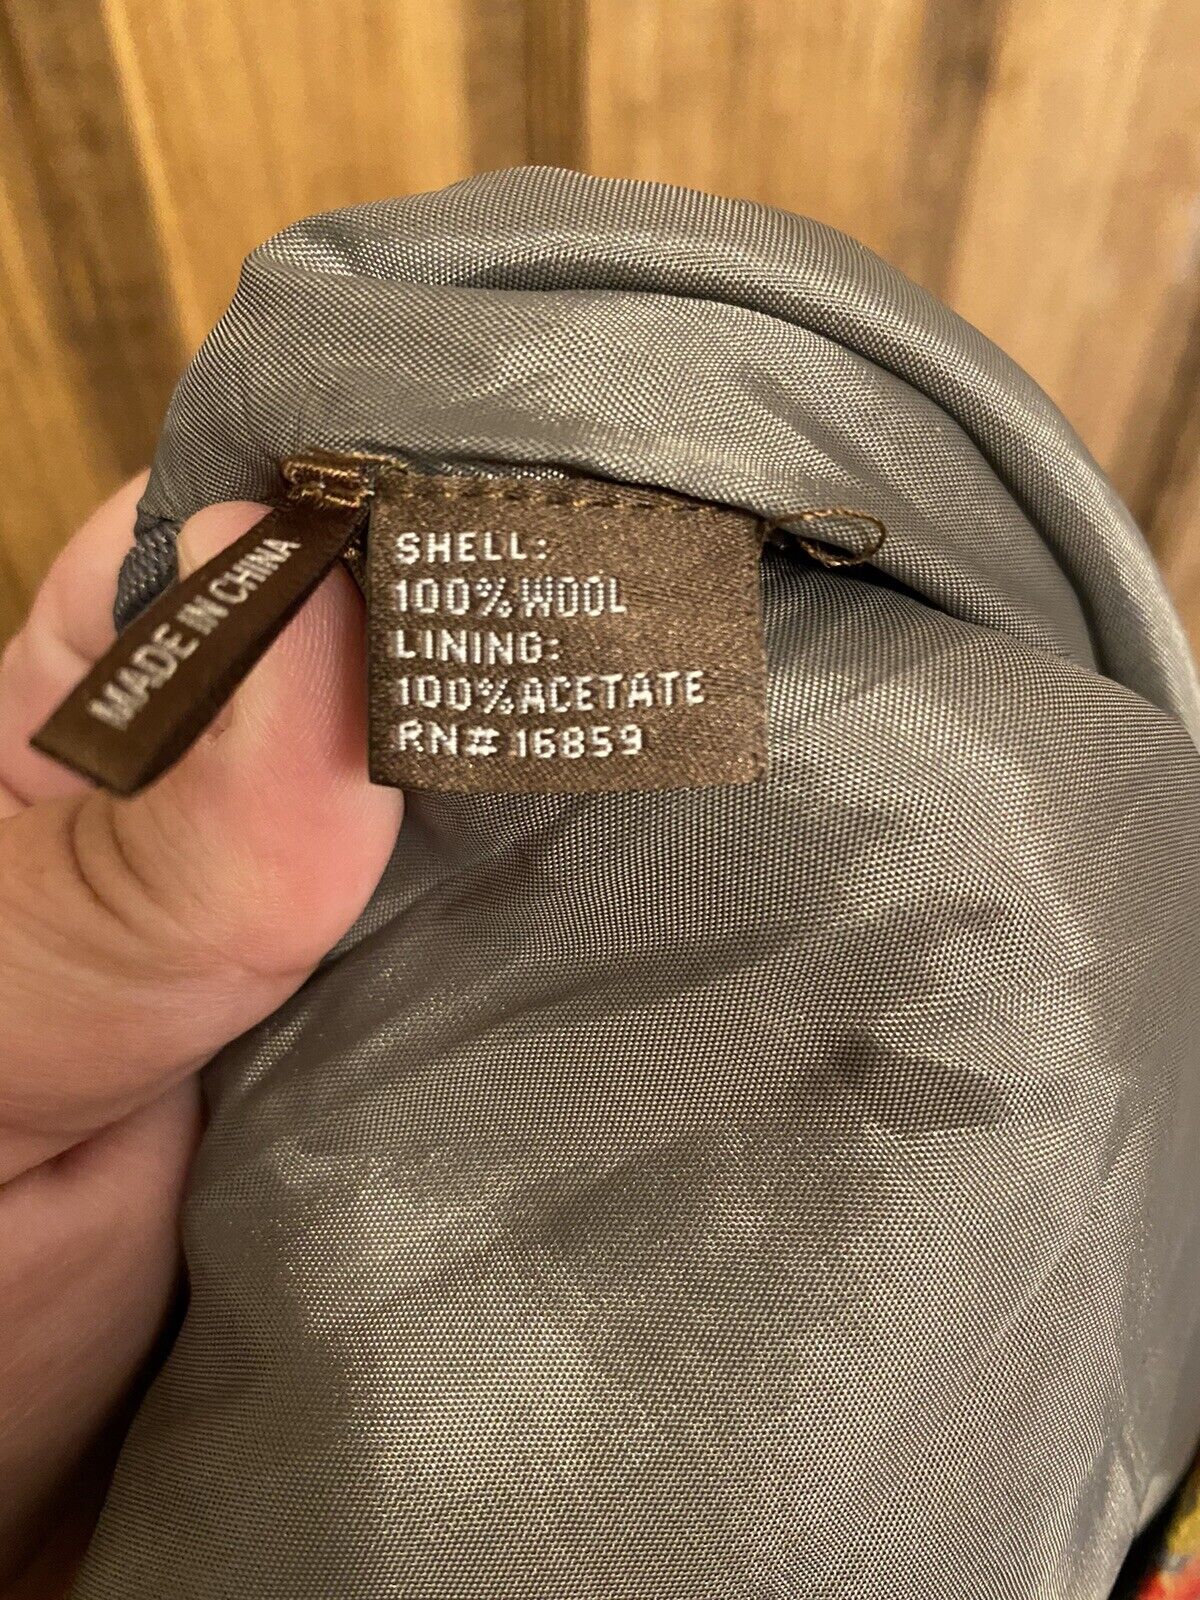 MADE IN CHINA
SHELL:
100% WOOL
LINING:
100% ACETATE
RN# 16859